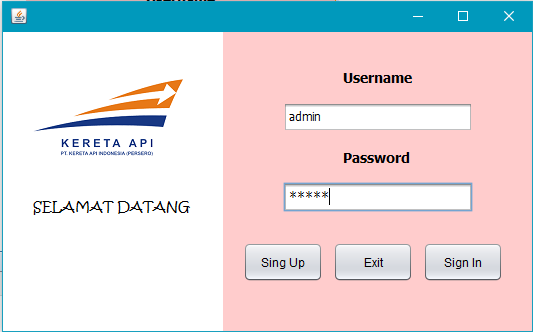 KERETA API
PT. KERETA API INDONESIA (PERSERO)
SELAMAT DATANG
Username
admin
Password
*****
Sing Up
Exit
Sign In